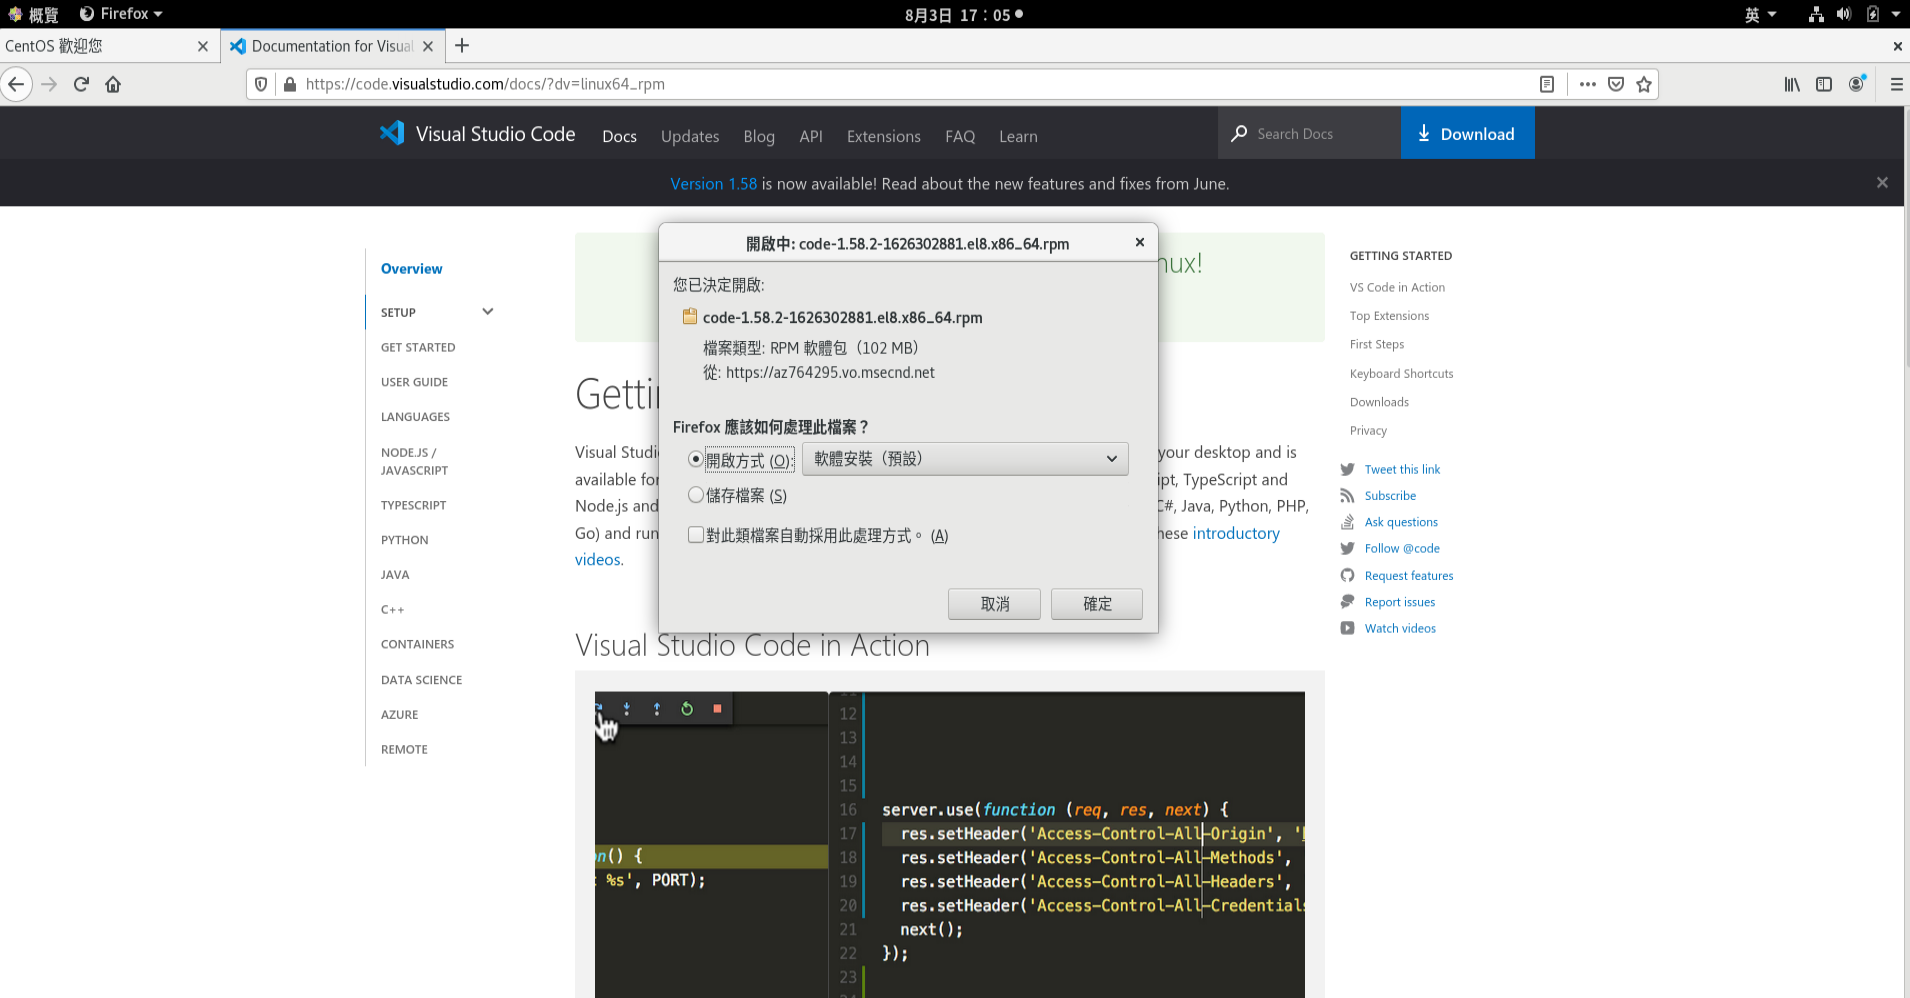 概覽 Firefox 8月3日 17：05 英
CentOS 歡迎您 Documentation for Visual
https://code.visualstudio.com/docs/?dv=linux64_rpm
Visual Studio Code Docs Updates Blog API Extensions FAQ Learn Search Docs Download
Version 1.58 is now available! Read about the new features and fixes from June.
Overview
SETUP
GET STARTED
USER GUIDE
LANGUAGES
NODE.JS /
JAVASCRIPT
TYPESCRIPT
PYTHON
JAVA
C++
CONTAINERS
DATA SCIENCE
AZURE
REMOTE
nux!
開啟中: code-1.58.2-1626302881.el8.x86_64.rpm
您已決定開啟:
code-1.58.2-1626302881.el8.x86_64.rpm
檔案類型: RPM 軟體包（102 MB）
從: https://az764295.vo.msecnd.net
Firefox 應該如何處理此檔案？
開啟方式 (O): 軟體安裝（預設）
儲存檔案 (S)
對此類檔案自動採用此處理方式。 (A)
取消 確定
Getti
Visual Studi your desktop and is
available for ipt, TypeScript and
Node.js and C#, Java, Python, PHP,
Go) and run hese introductory
videos.
Visual Studio Code in Action
on() {
%s', PORT);
12
13
14
15
16 server.use(function (req, res, next) {
17 res.setHeader('Access-Control-All-Origin', '
18 res.setHeader('Access-Control-All-Methods',
19 res.setHeader('Access-Control-All-Headers',
20 res.setHeader('Access-Control-All-Credentials
21 next();
22 });
23
GETTING STARTED
VS Code in Action
Top Extensions
First Steps
Keyboard Shortcuts
Downloads
Privacy
Tweet this link
Subscribe
Ask questions
Follow @code
Request features
Report issues
Watch videos